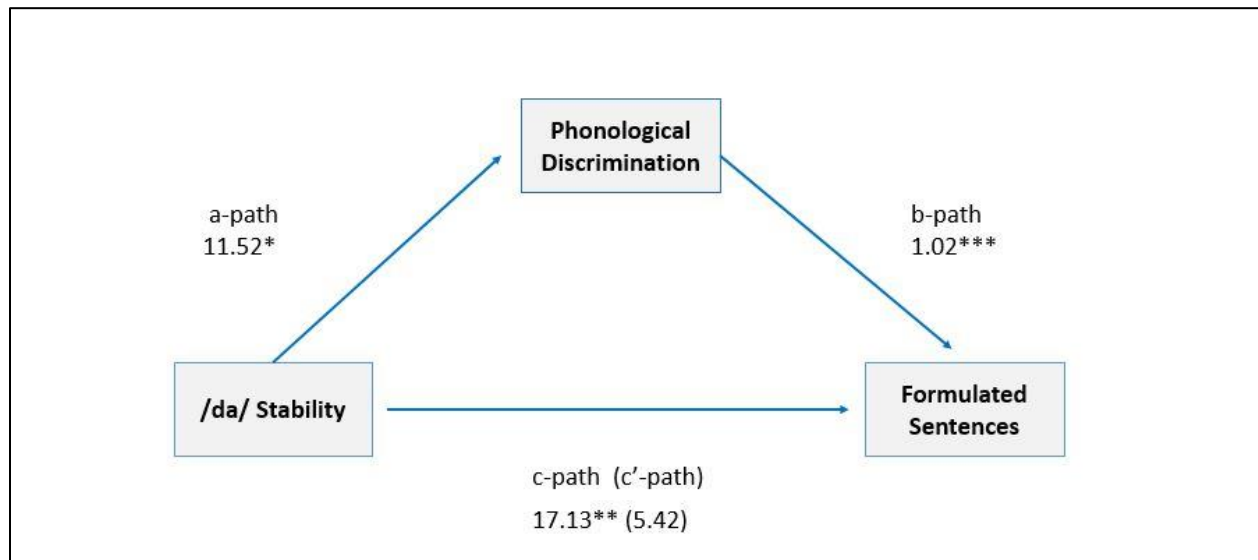 Phonological
Discrimination
a-path
11.52*
b-path
1.02***
/da/ Stability
Formulated
Sentences
c-path (c’-path)
17.13** (5.42)